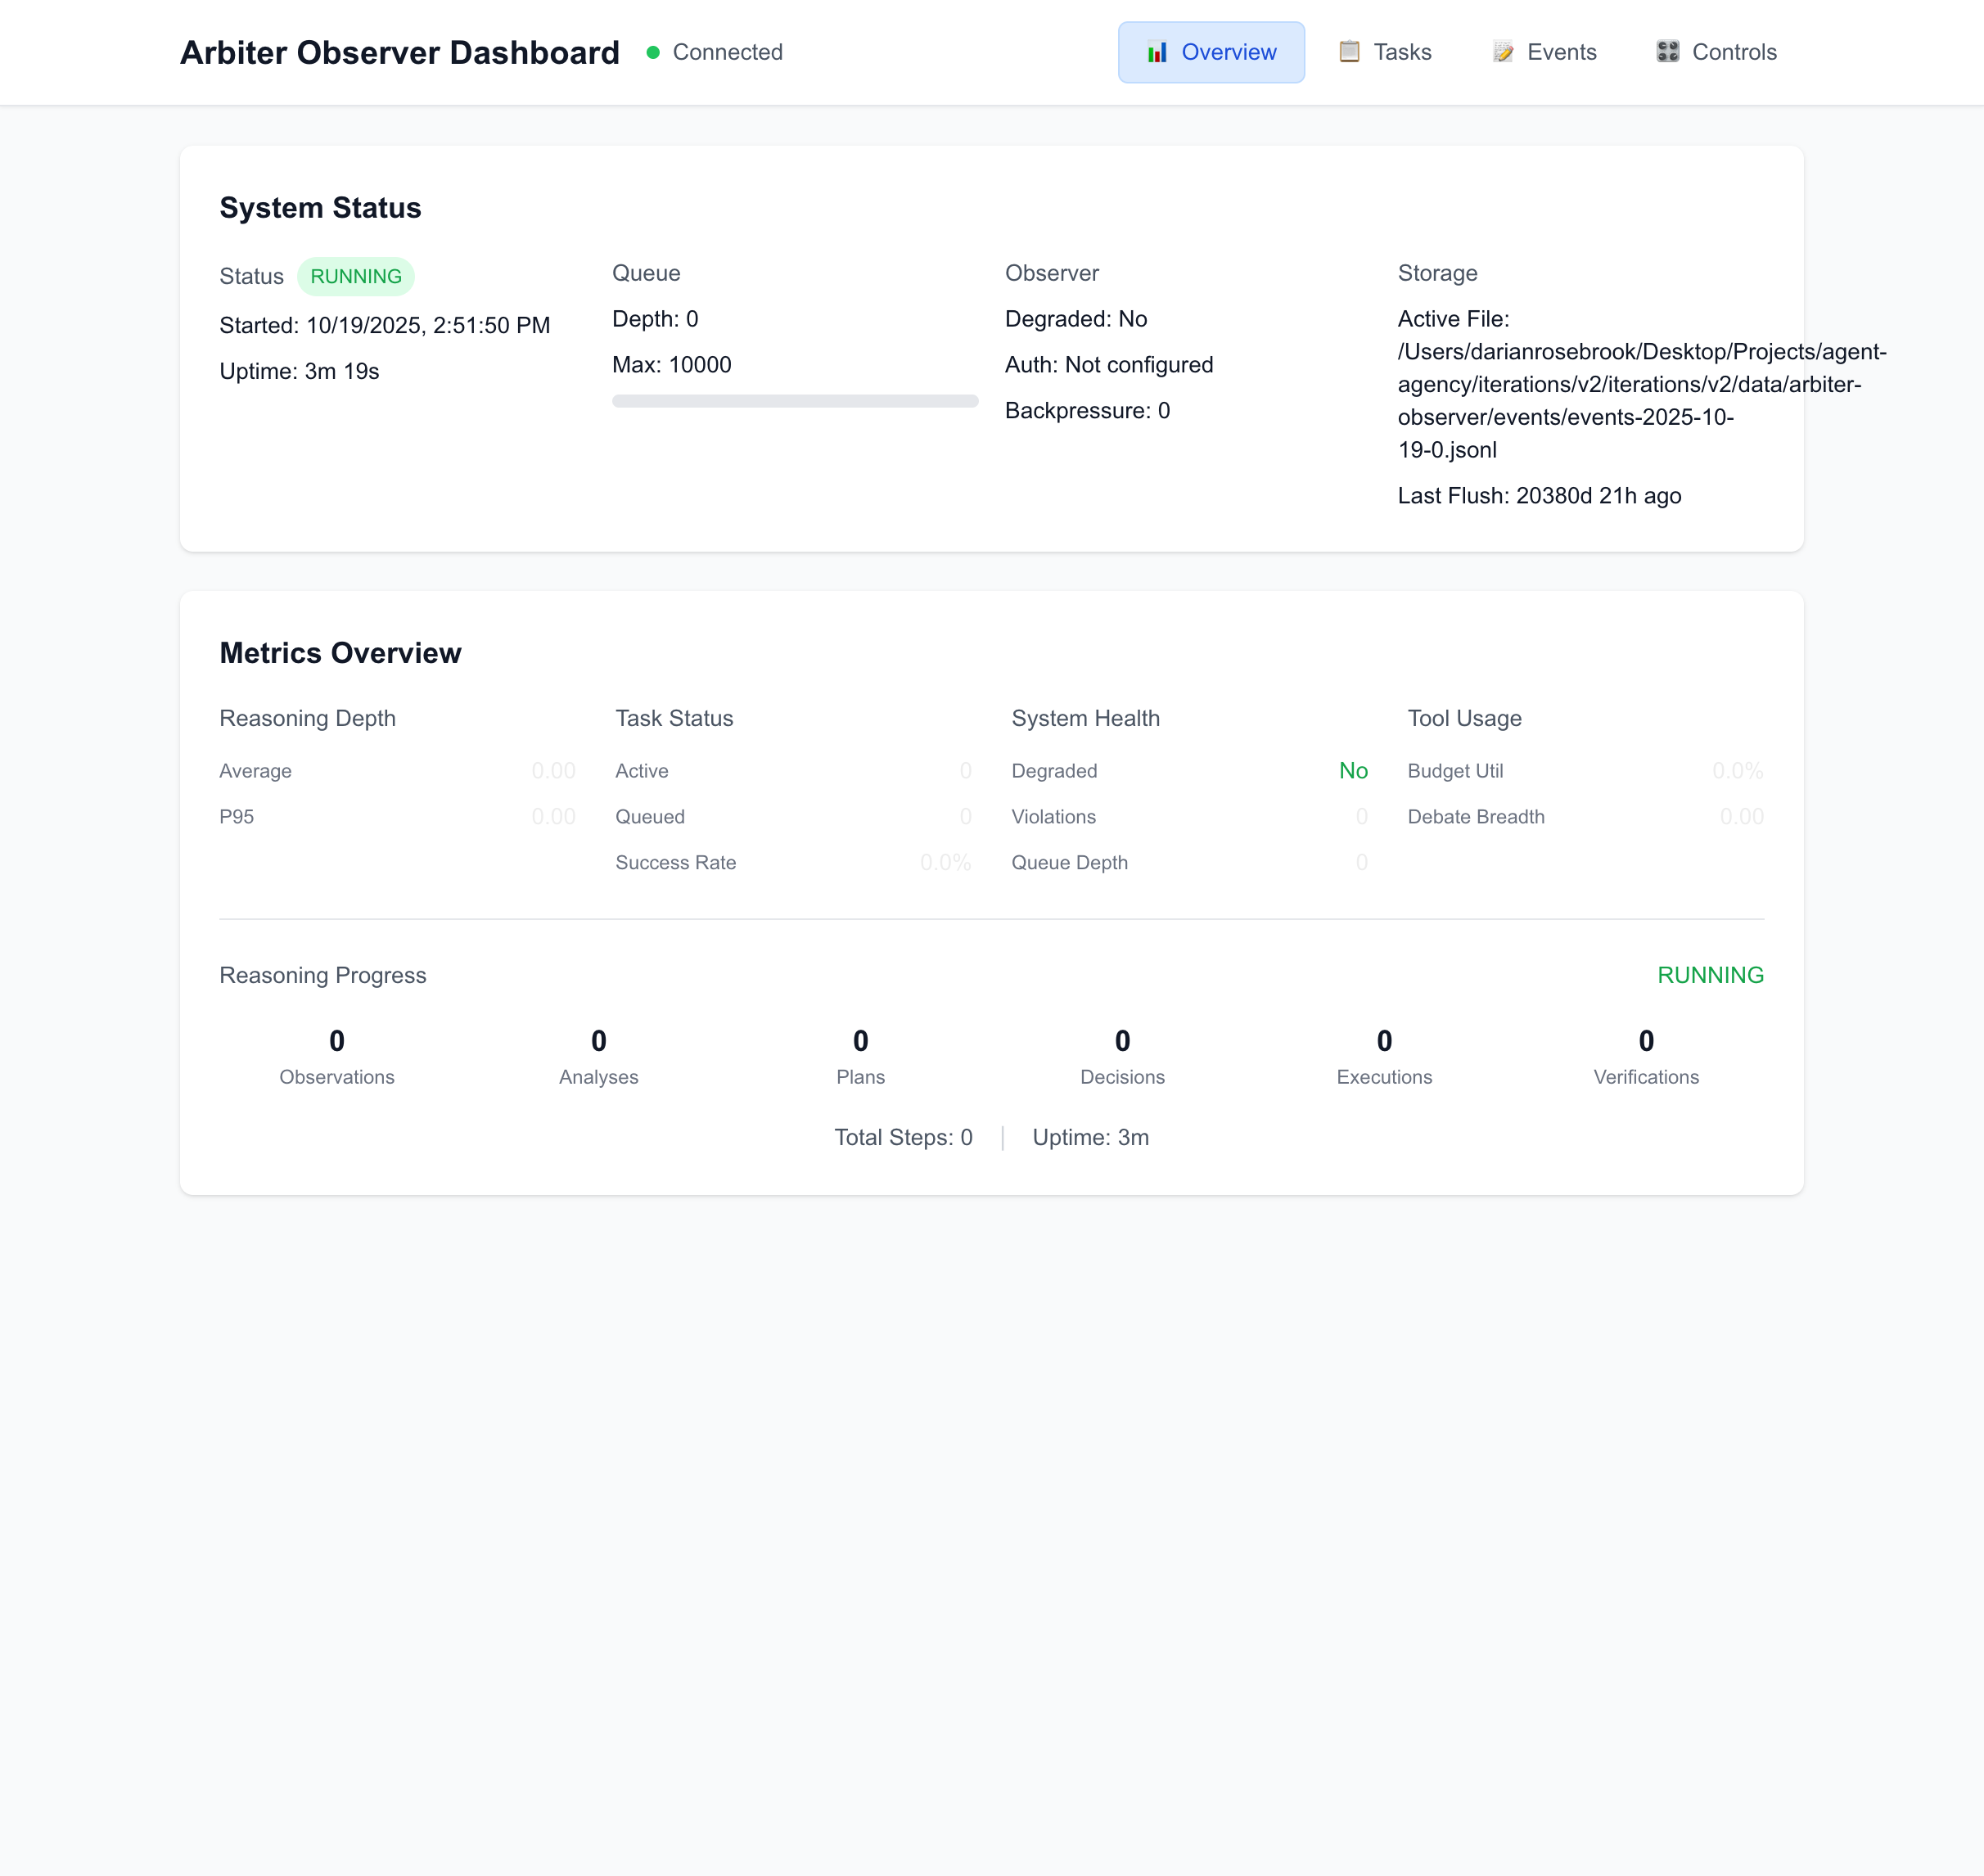 Arbiter Observer Dashboard
Connected
Overview
Tasks
Events
Controls
System Status
Status RUNNING
Started: 10/19/2025, 2:51:50 PM
Uptime: 3m 19s
Queue
Depth: 0
Max: 10000
Observer
Degraded: No
Auth: Not configured
Backpressure: 0
Storage
Active File:
/Users/darianrosebrook/Desktop/Projects/agent-
agency/iterations/v2/iterations/v2/data/arbiter-
observer/events/events-2025-10-
19-0.jsonl
Last Flush: 20380d 21h ago
Metrics Overview
Reasoning Depth
Average 0.00
P95 0.00
Task Status
Active 0
Queued 0
Success Rate 0.0%
System Health
Degraded No
Violations 0
Queue Depth 0
Tool Usage
Budget Util 0.0%
Debate Breadth 0.00
Reasoning Progress
RUNNING
0
Observations
0
Analyses
0
Plans
0
Decisions
0
Executions
0
Verifications
Total Steps: 0
Uptime: 3m